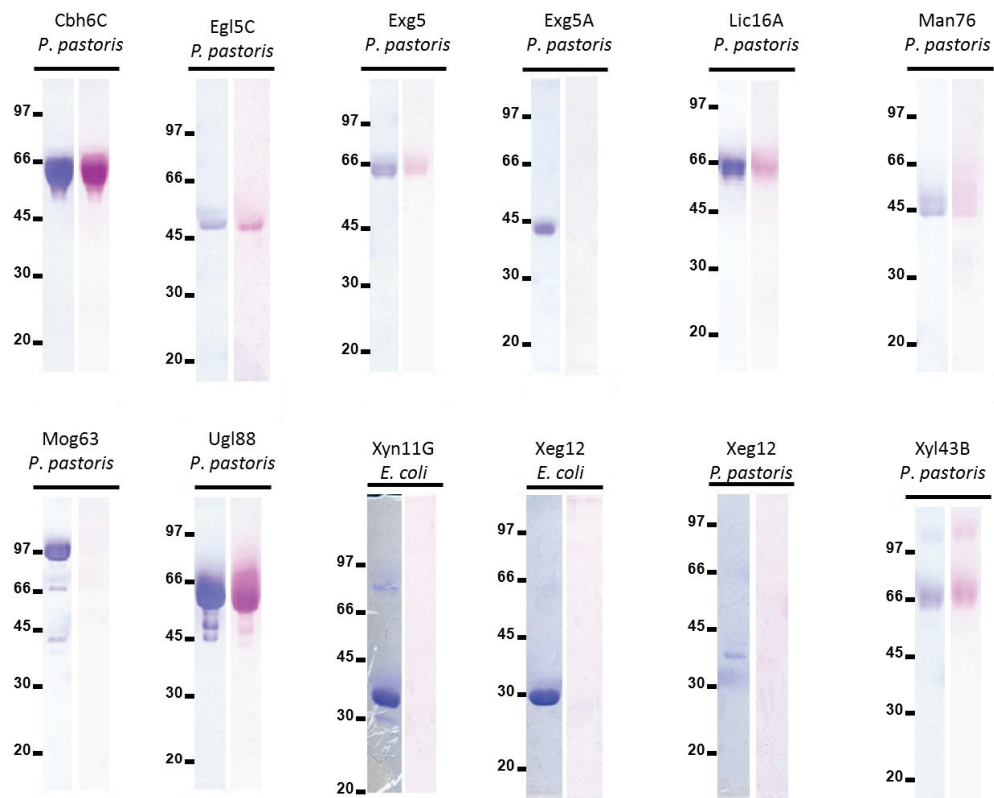 Cbh6C
P. pastoris
97
66
45
30
20
Egl5C
P. pastoris
97
66
45
30
20
Exg5
P. pastoris
97
66
45
30
20
Exg5A
P. pastoris
97
66
45
30
20
Lic16A
P. pastoris
97
66
45
30
20
Man76
P. pastoris
97
66
45
30
20
Mog63
P. pastoris
97
66
45
30
20
Ugl88
P. pastoris
97
66
45
30
20
Xyn11G
E. coli
97
66
45
30
20
Xeg12
E. coli
97
66
45
30
20
Xeg12
P. pastoris
97
66
45
30
20
Xyl43B
P. pastoris
97
66
45
30
20